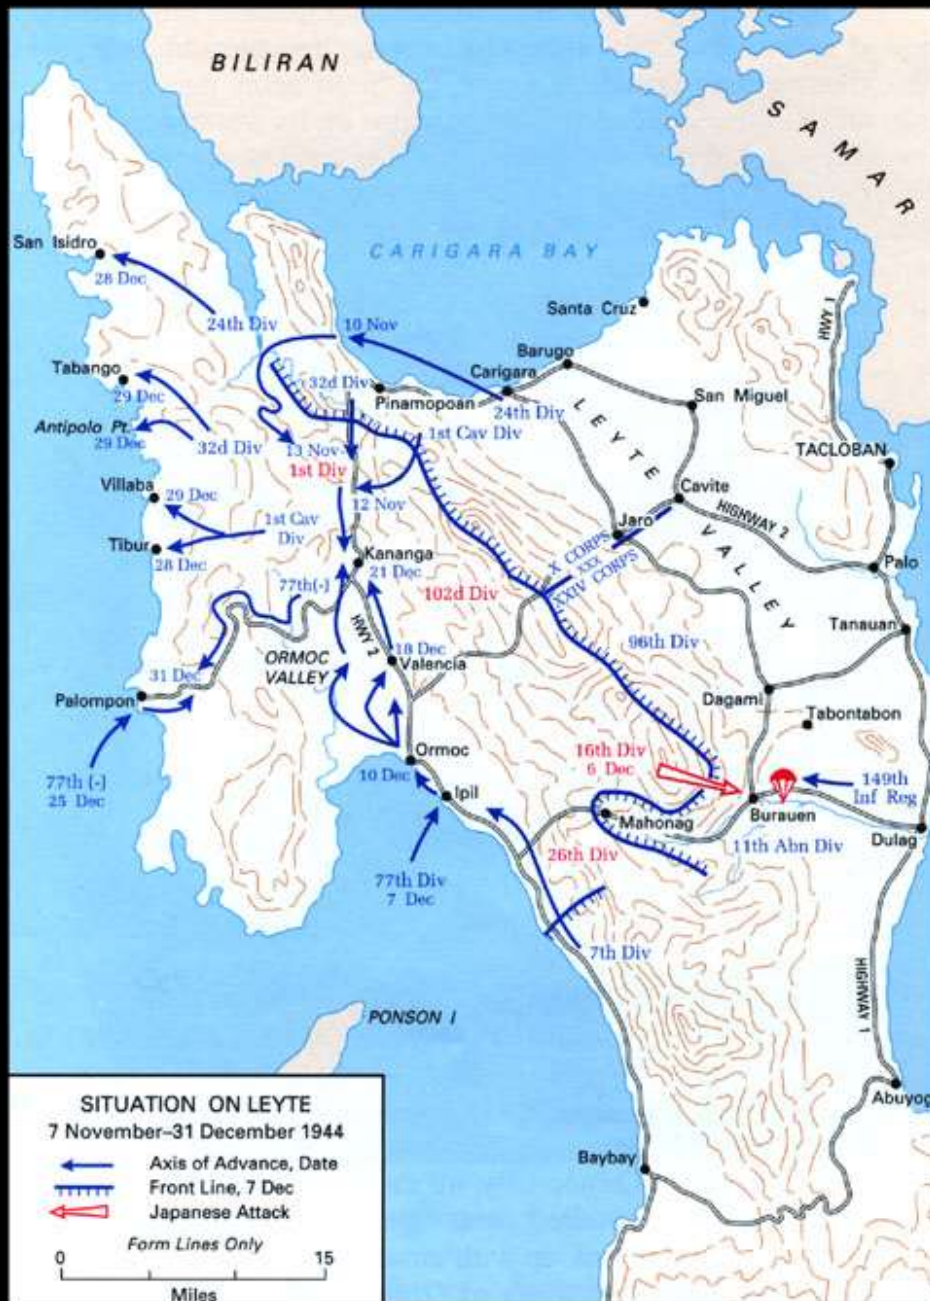 BILIRAN
SAMAR
San Isidro
28 Dec
CARIGARA BAY
24th Div
10 Nov
Santa Cruz
HWY 1
Barugo
Carigara
Tabango
29 Dec
32d Div
Pinamopoan
24th Div
San Miguel
Antipolo Pt.
29 Dec
32d Div
13 Nov
1st Cav Div
1st Div
LEYTE VALLEY
TACLOBAN
Villaba
29 Dec
12 Nov
Cavite
HIGHWAY 2
1st Cav
Div
Jaro
Tibur
28 Dec
Kananga
21 Dec
X CORPS
XXX
XXIV CORPS
Palo
77th(-)
102d Div
Tanauan
HWY 2
96th Div
18 Dec
Valencia
ORMOC
VALLEY
31 Dec
Palompon
Dagami
Tabontabon
77th (-)
25 Dec
Ormoc
10 Dec
16th Div
6 Dec
149th
Inf Reg
Ipil
Burauen
Mahonag
Dulag
11th Abn Div
26th Div
77th Div
7 Dec
7th Div
HIGHWAY 1
PONSON I
Abuyog
Baybay
SITUATION ON LEYTE
7 November–31 December 1944
Axis of Advance, Date
Front Line, 7 Dec
Japanese Attack
Form Lines Only
0 15
Miles